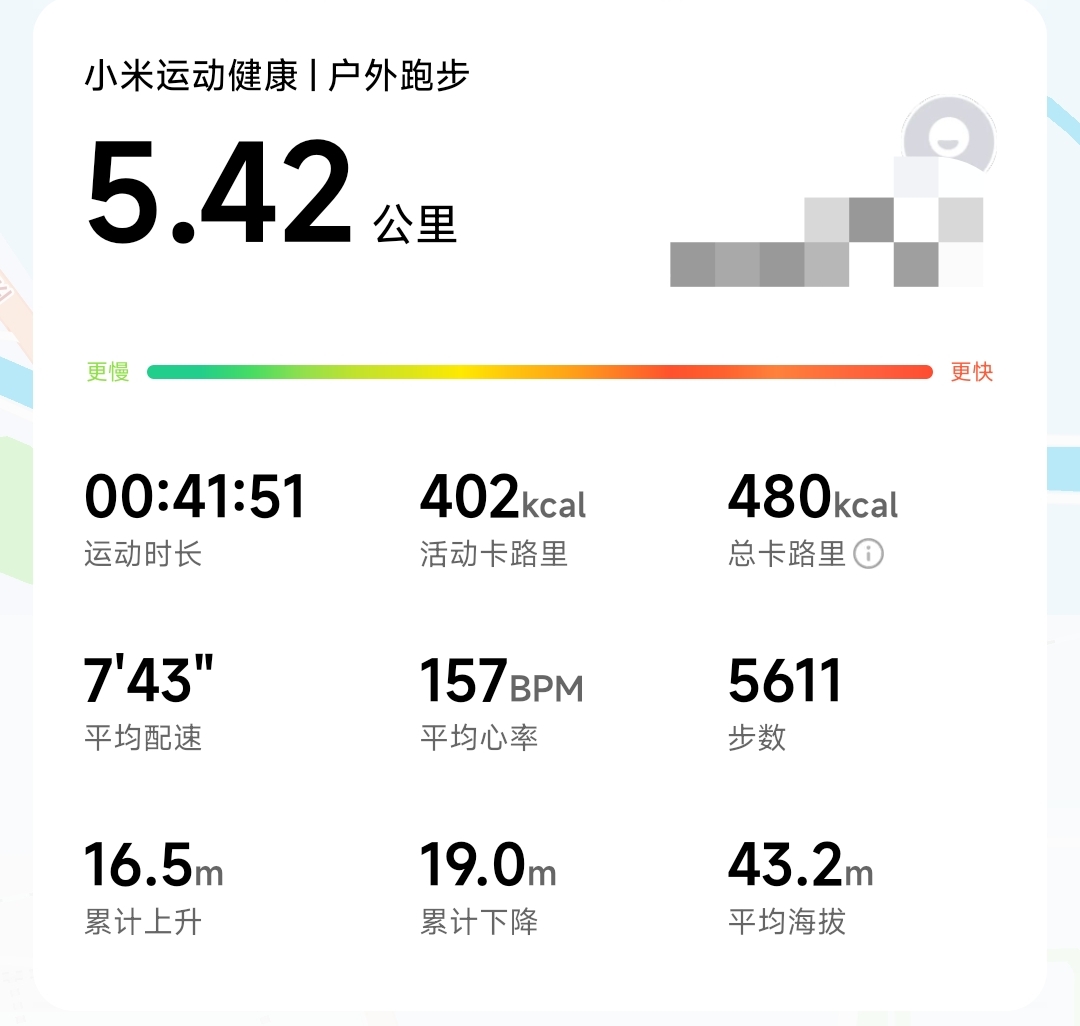 小米运动健康 | 户外跑步
5.42 公里
更慢 更快
00:41:51 402kcal 480kcal
运动时长 活动卡路里 总卡路里
7'43" 157BPM 5611
平均配速 平均心率 步数
16.5m 19.0m 43.2m
累计上升 累计下降 平均海拔